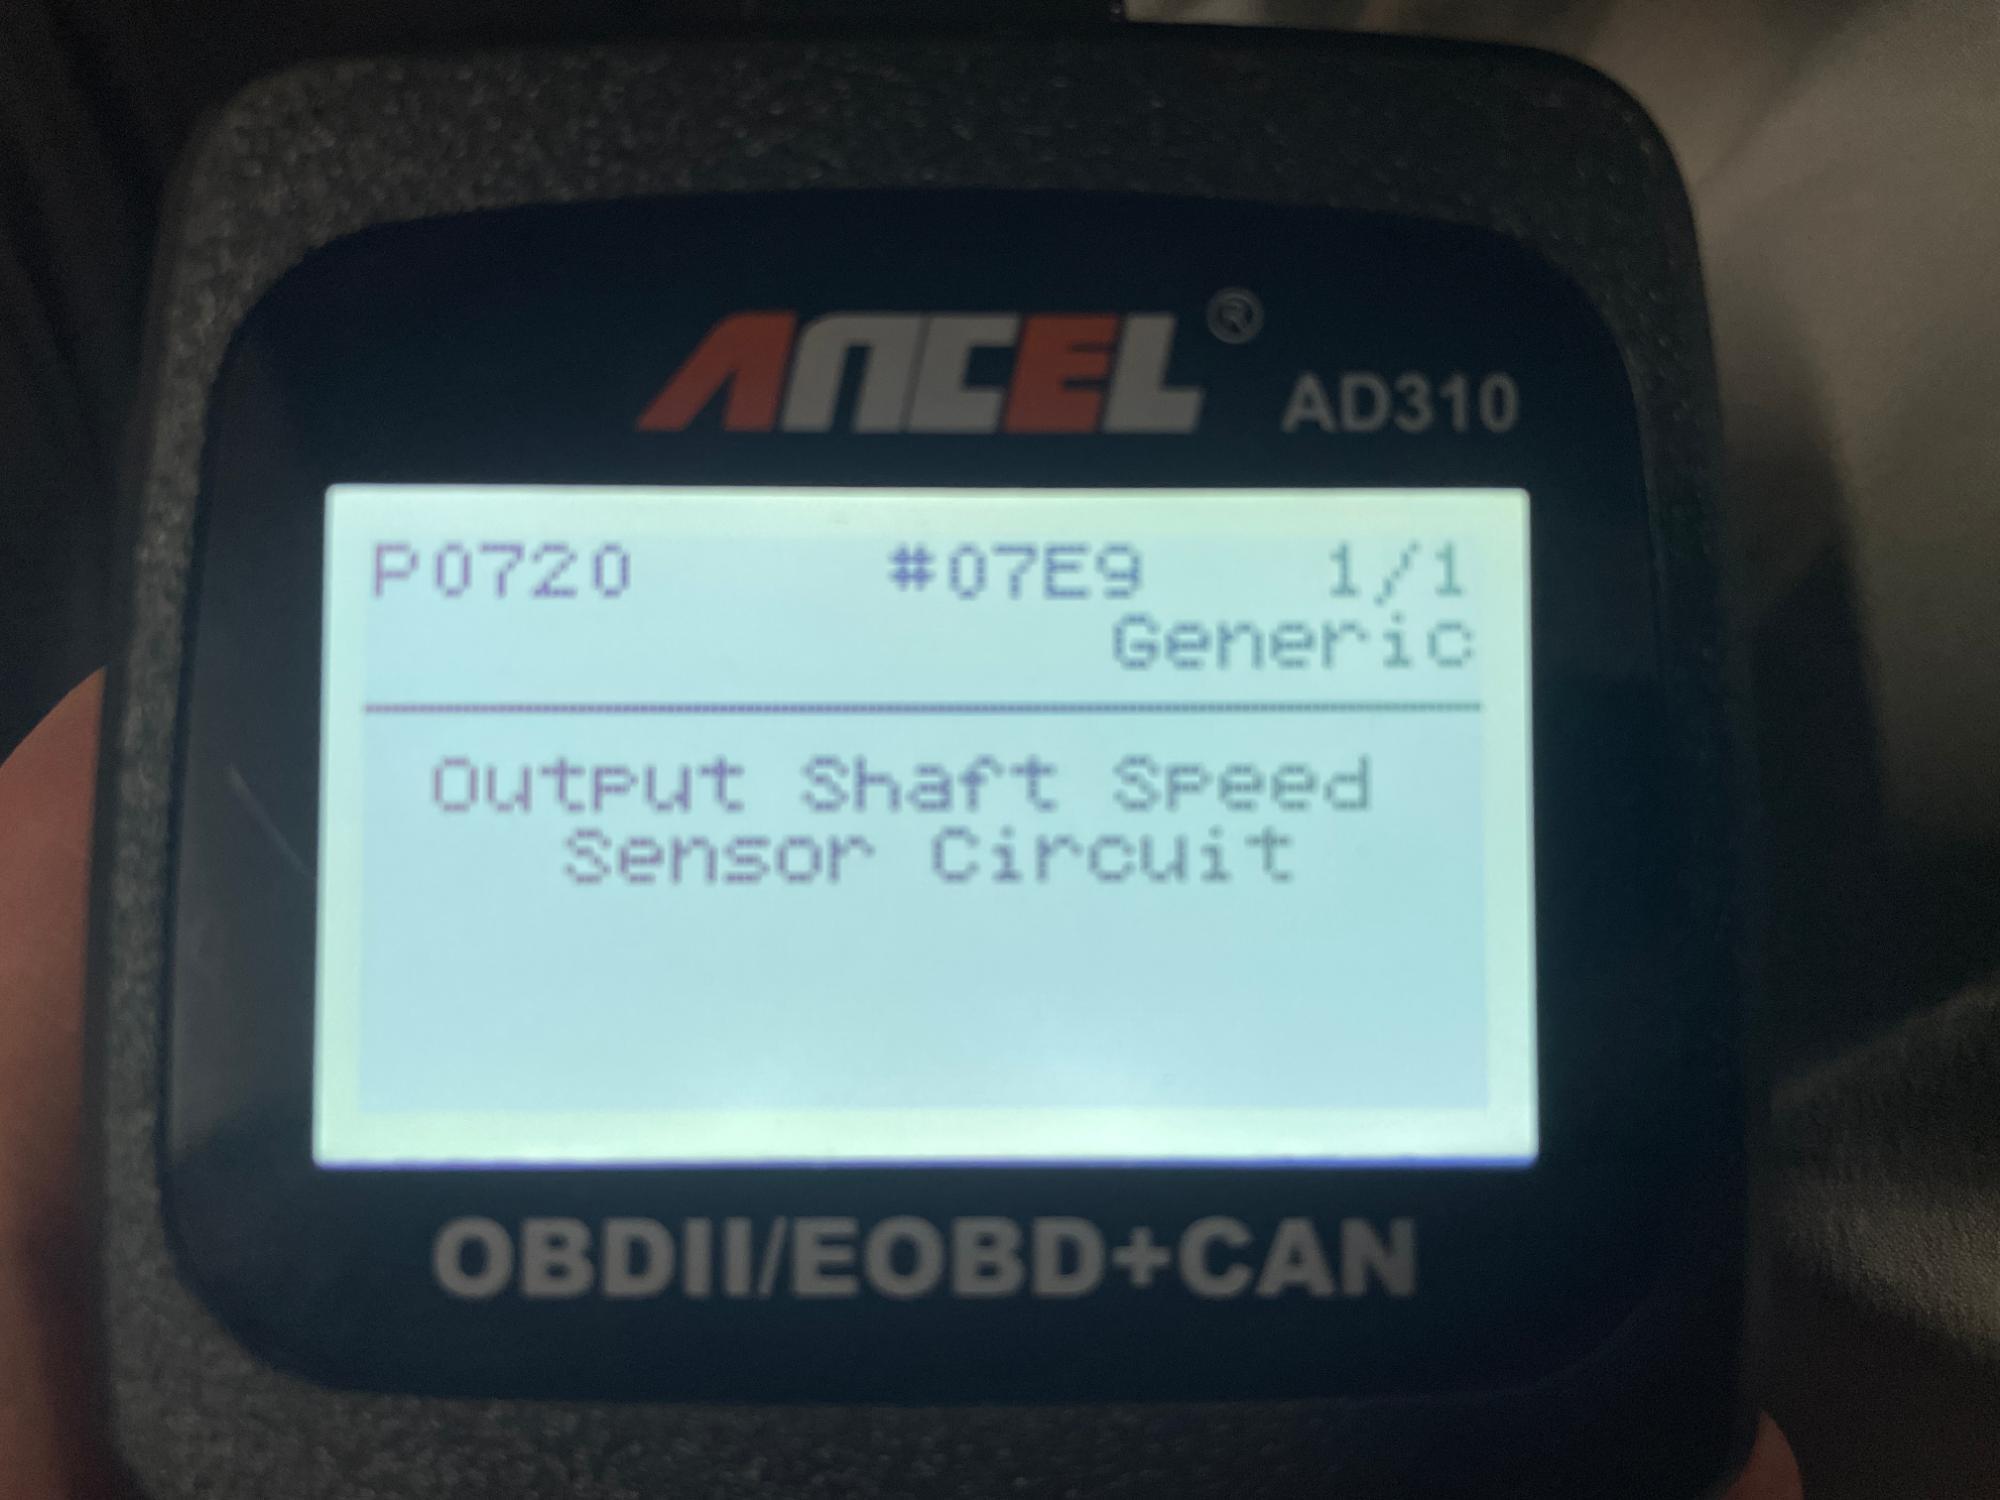 ANCEL® AD310
P0720 #07E9 1/1
Generic
Output Shaft Speed
Sensor Circuit
OBDII/EOBD+CAN